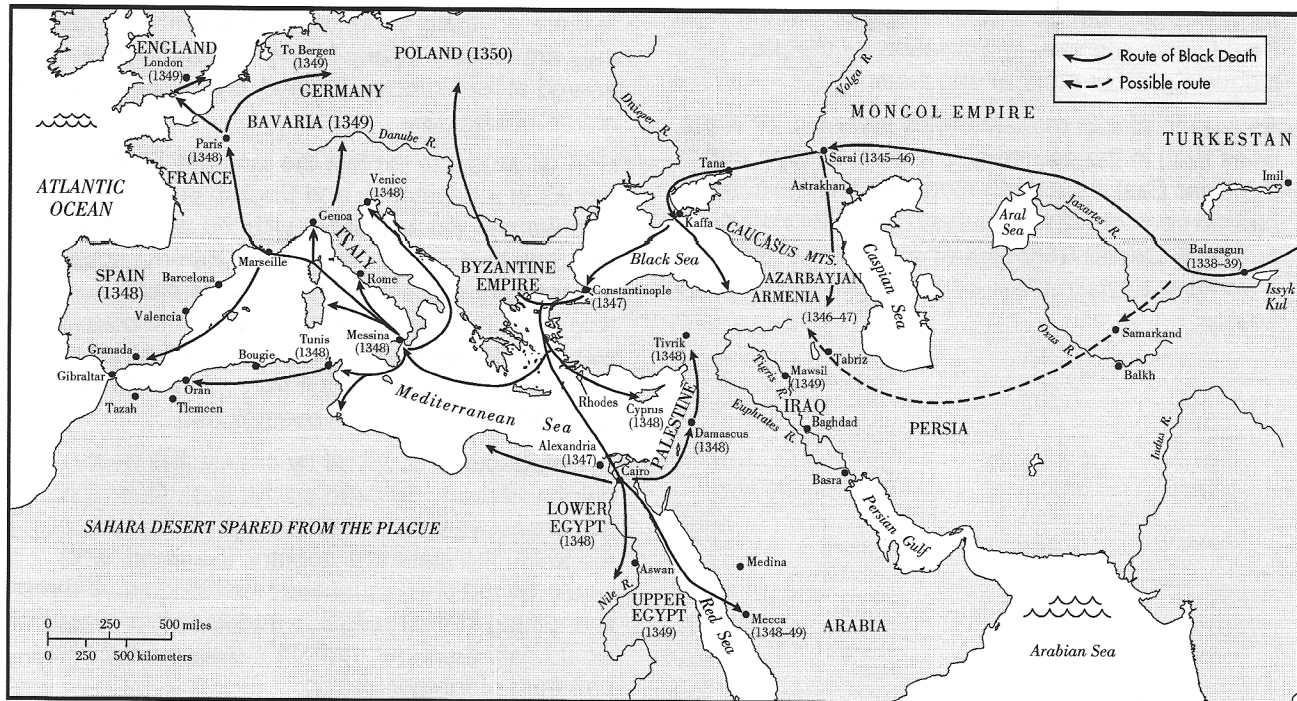 ENGLAND
London
(1349)
To Bergen
(1349)
POLAND (1350)
GERMANY
BAVARIA (1349)
Danube R.
Paris
(1348)
FRANCE
Venice
(1348)
ATLANTIC
OCEAN
Genoa
ITALY
Marseille
Rome
SPAIN
(1348)
Barcelona
Valencia
Granada
Gibraltar
Messina
(1348)
Tunis
(1348)
Bougie
Oran
Tazah
Tlemcen
Mediterranean
Sea
BYZANTINE
EMPIRE
Constantinople
(1347)
Black Sea
Dnieper R.
Volga R.
Route of Black Death
Possible route
MONGOL EMPIRE
TURKESTAN
Sarai (1345–46)
Tana
Astrakhan
Kaffa
CAUCASUS MTS.
Imil
Aral
Sea
Jaxartes R.
Balasagun
(1338–39)
Issyk
Kul
Caspian Sea
AZARBAYJAN
ARMENIA
(1346–47)
Samarkand
Oxus R.
Balkh
Tivrik
(1348)
Tabriz
Tigris R.
Mawsil
(1349)
IRAQ
Euphrates R.
Baghdad
PERSIA
Indus R.
Rhodes
Cyprus
(1348)
PALESTINE
Damascus
(1348)
Alexandria
(1347)
Cairo
Basra
Persian
Gulf
LOWER
EGYPT
(1348)
SAHARA DESERT SPARED FROM THE PLAGUE
Aswan
Nile R.
Medina
UPPER
EGYPT
(1349)
Red Sea
Mecca
(1348–49)
ARABIA
Arabian Sea
0 250 500 miles
0 250 500 kilometers